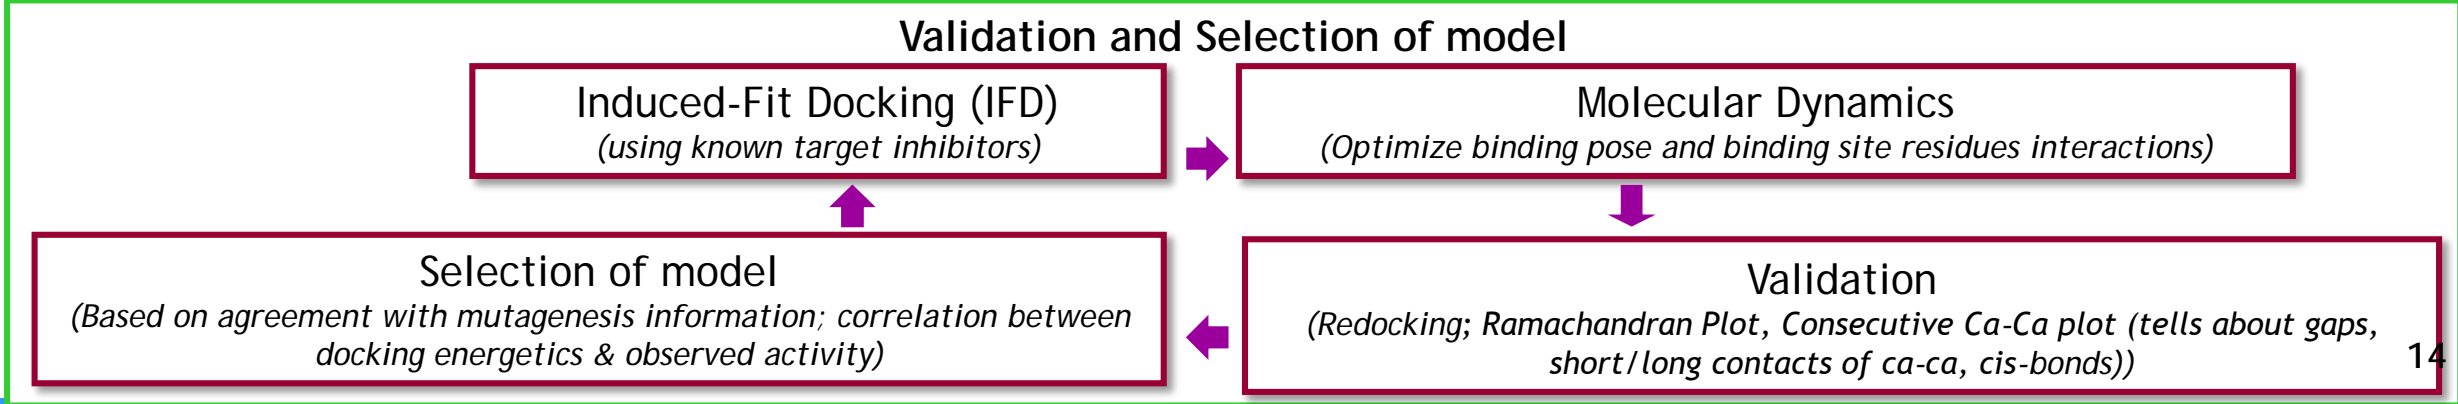 Validation and Selection of model
Induced-Fit Docking (IFD)
(using known target inhibitors)
Molecular Dynamics
(Optimize binding pose and binding site residues interactions)
Selection of model
(Based on agreement with mutagenesis information; correlation between
docking energetics & observed activity)
Validation
(Redocking; Ramachandran Plot, Consecutive Ca-Ca plot (tells about gaps,
short/long contacts of ca-ca, cis-bonds))
14